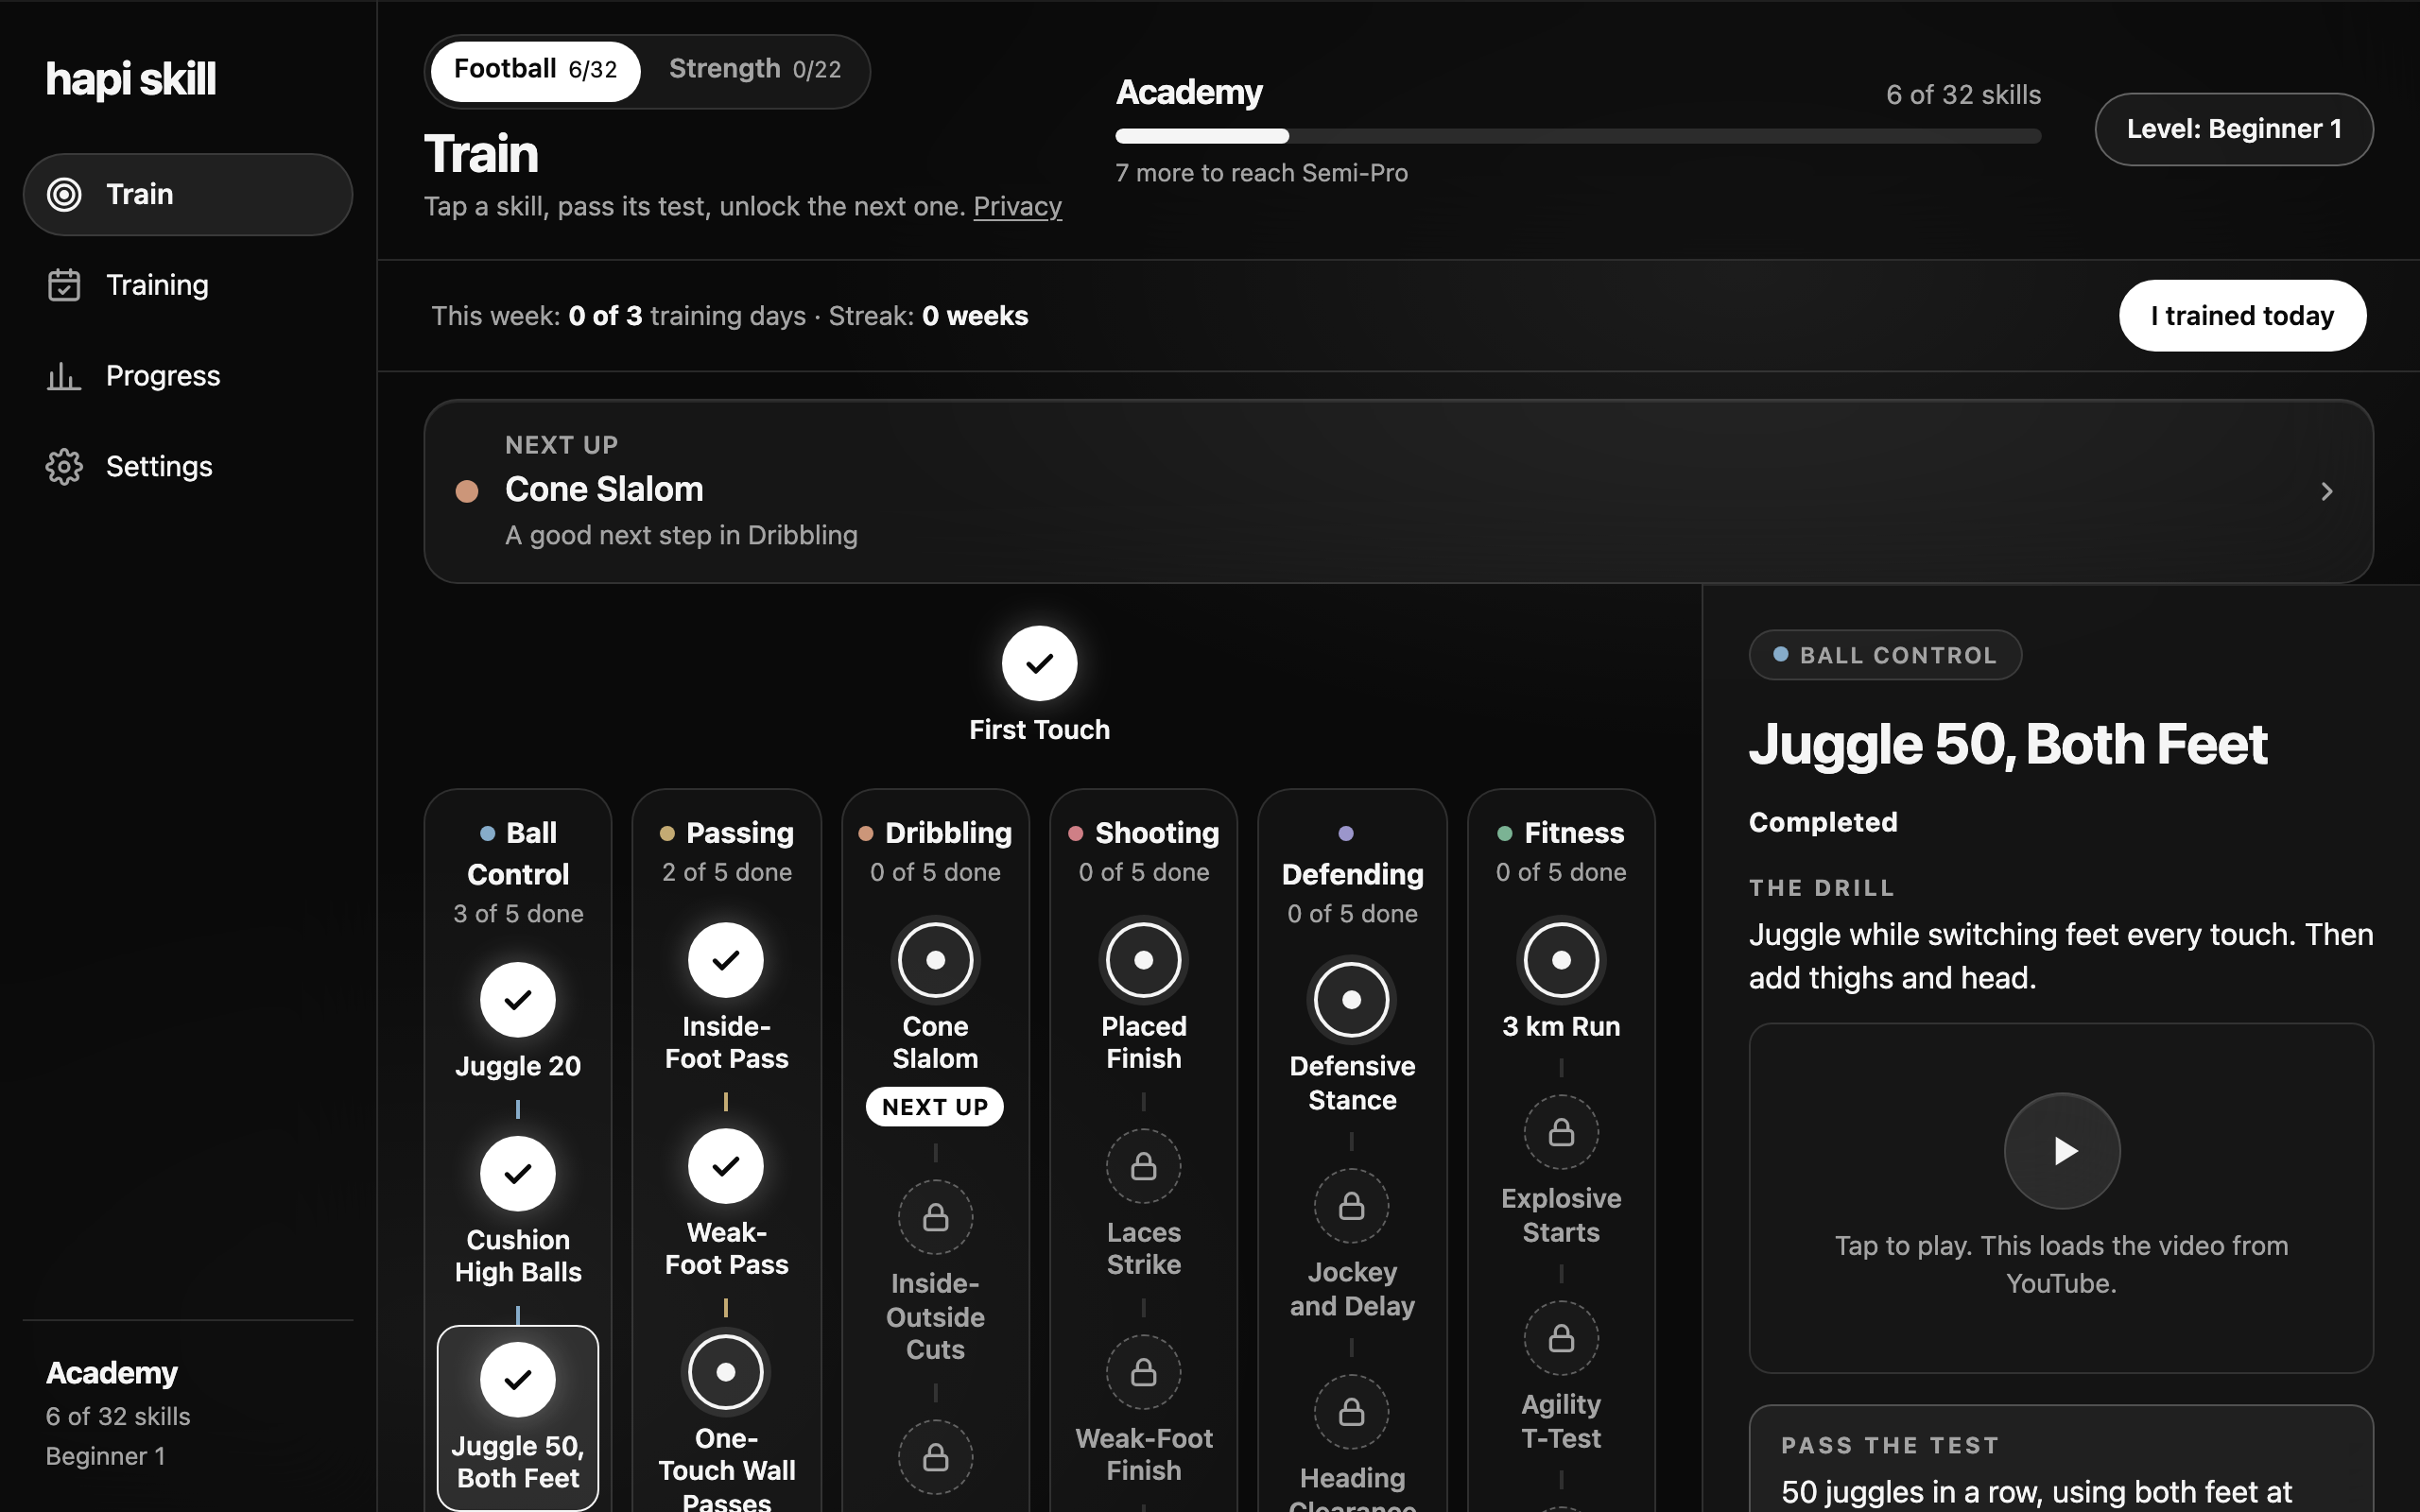 hapi skill
Train
Training
Progress
Settings
Academy
6 of 32 skills
Beginner 1
Football 6/32
Strength 0/22
Train
Tap a skill, pass its test, unlock the next one. Privacy
Academy
6 of 32 skills
7 more to reach Semi-Pro
Level: Beginner 1
This week: 0 of 3 training days · Streak: 0 weeks
I trained today
NEXT UP
Cone Slalom
A good next step in Dribbling
First Touch
Ball
Control
3 of 5 done
Juggle 20
Cushion
High Balls
Juggle 50,
Both Feet
Passing
2 of 5 done
Inside-
Foot Pass
Weak-
Foot Pass
One-
Touch Wall
Passes
Dribbling
0 of 5 done
Cone
Slalom
NEXT UP
Inside-
Outside
Cuts
Shooting
0 of 5 done
Placed
Finish
Laces
Strike
Weak-Foot
Finish
Defending
0 of 5 done
Defensive
Stance
Jockey
and Delay
Heading
Clearance
Fitness
0 of 5 done
3 km Run
Explosive
Starts
Agility
T-Test
BALL CONTROL
Juggle 50, Both Feet
Completed
THE DRILL
Juggle while switching feet every touch. Then
add thighs and head.
Tap to play. This loads the video from
YouTube.
PASS THE TEST
50 juggles in a row, using both feet at